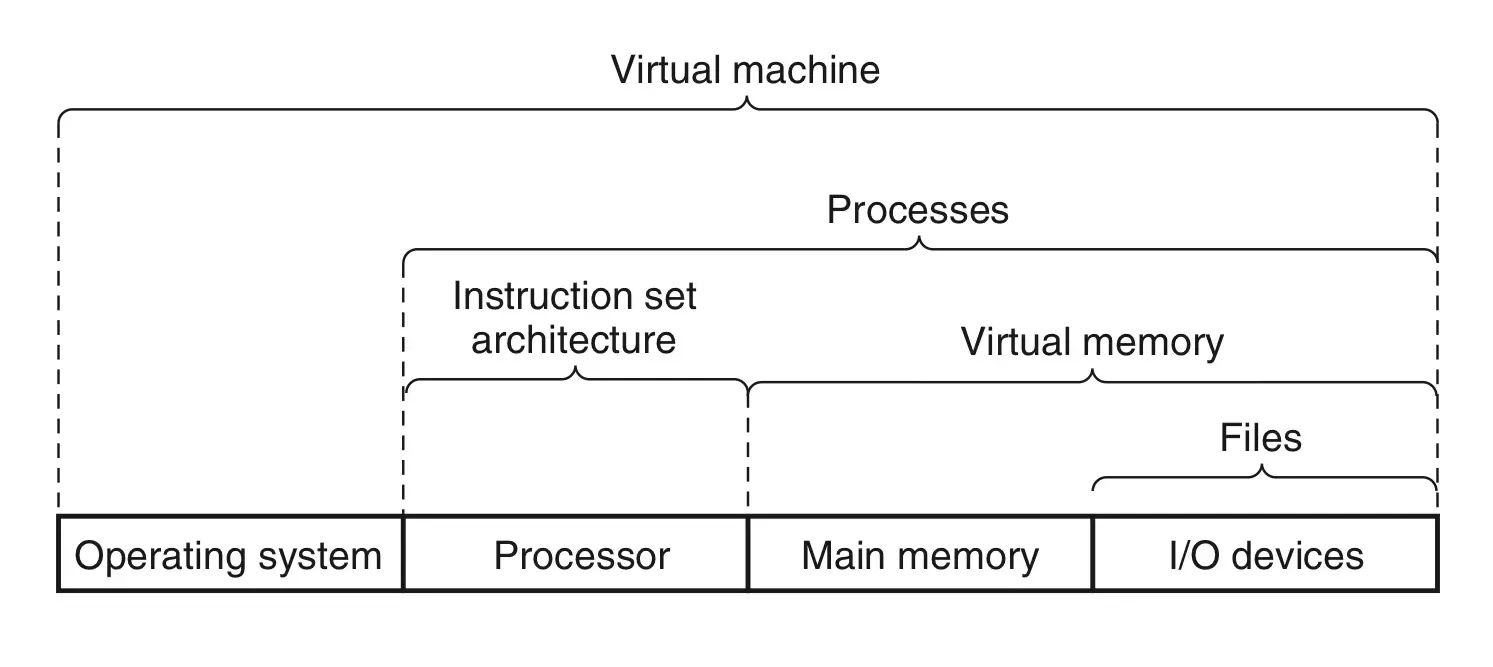 Virtual machine
Processes
Instruction set
architecture
Virtual memory
Files
Operating system
Processor
Main memory
I/O devices